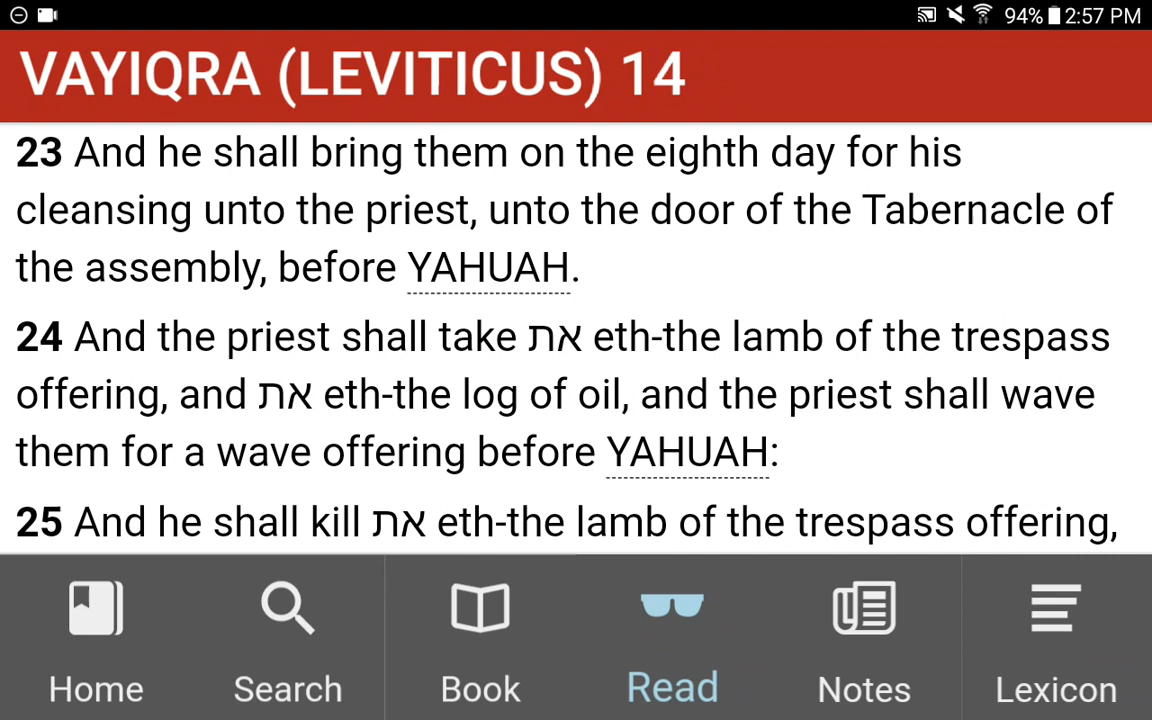 94% 2:57 PM
VAYIQRA (LEVITICUS) 14
23 And he shall bring them on the eighth day for his
cleansing unto the priest, unto the door of the Tabernacle of
the assembly, before YAHUAH.
24 And the priest shall take את eth-the lamb of the trespass
offering, and את eth-the log of oil, and the priest shall wave
them for a wave offering before YAHUAH:
25 And he shall kill את eth-the lamb of the trespass offering,
Home Search Book Read Notes Lexicon